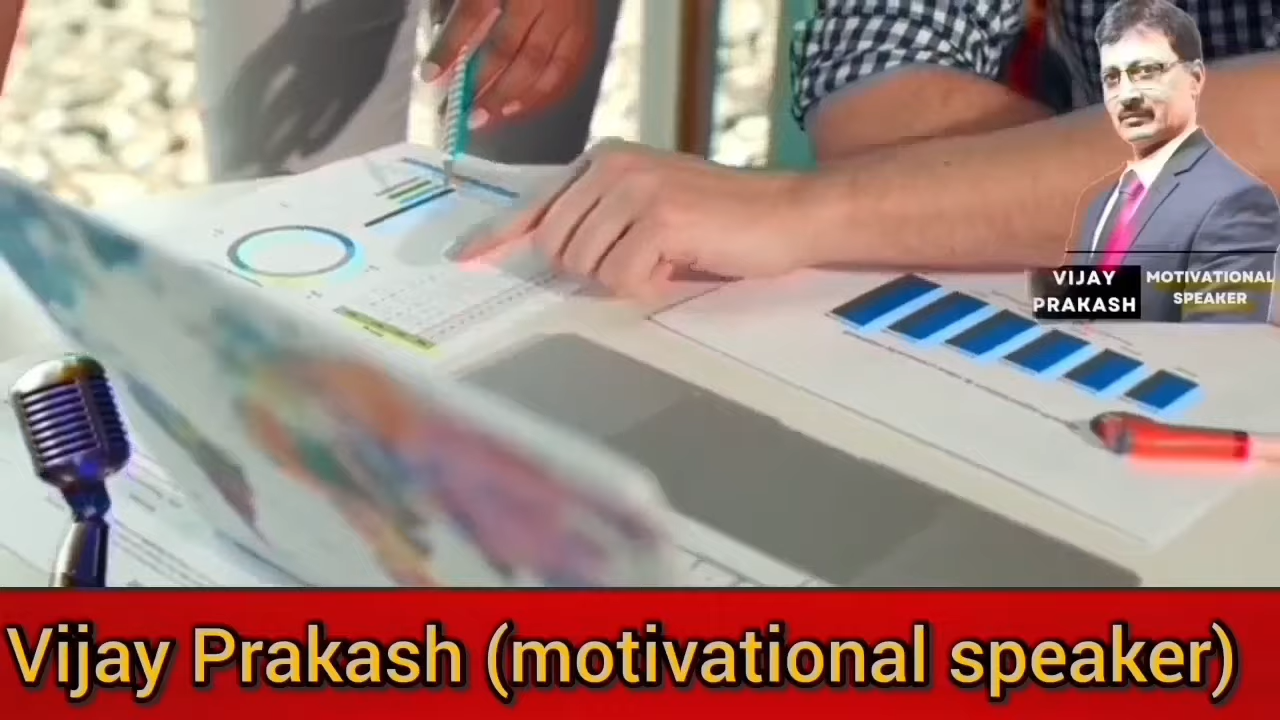 VIJAY
PRAKASH
MOTIVATIONAL
SPEAKER
Vijay Prakash (motivational speaker)